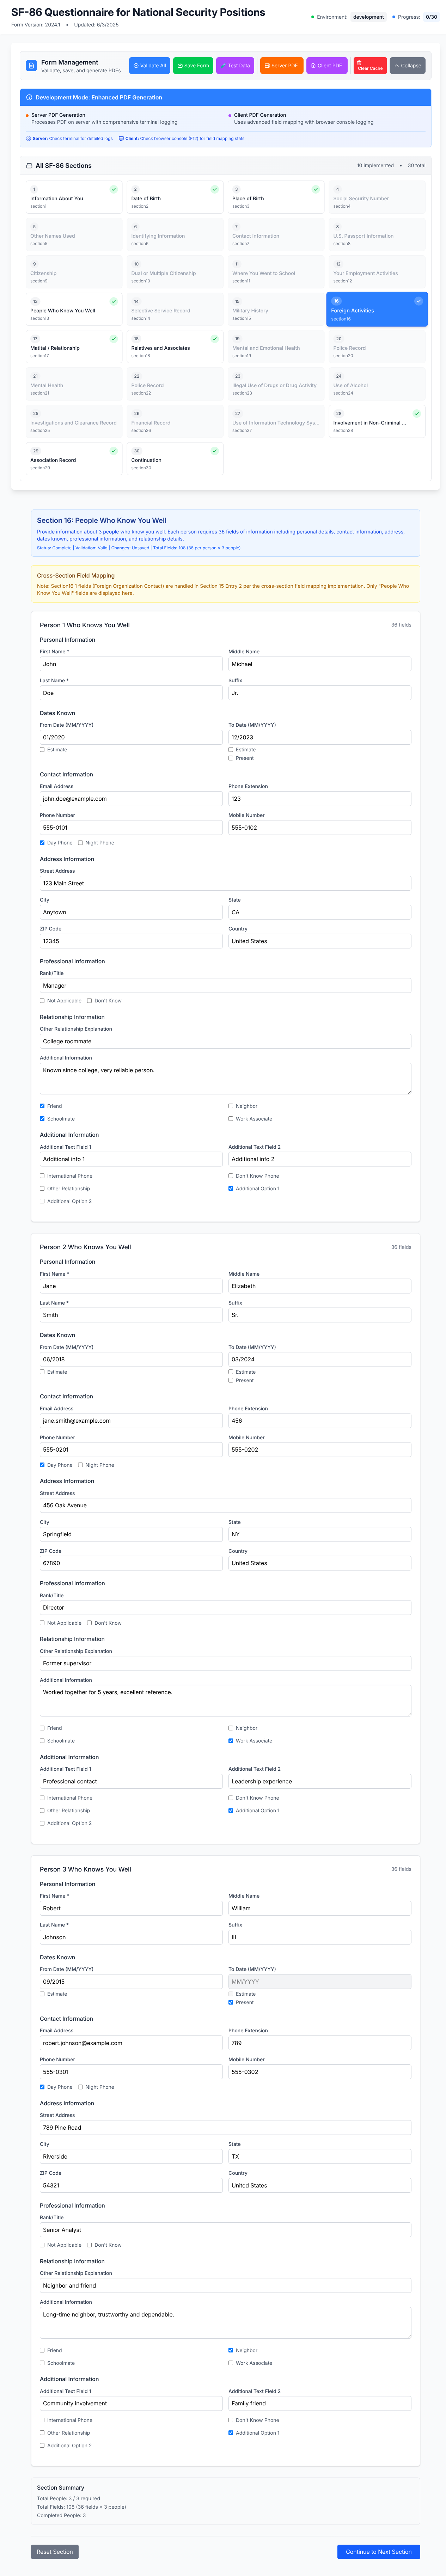 SF-86 Questionnaire for National Security Positions
Form Version: 2024.1 • Updated: 6/3/2025
Environment: development
Progress: 0/30
Form Management
Validate, save, and generate PDFs
Validate All
Save Form
Test Data
Server PDF
Client PDF
Clear Cache
Collapse
Development Mode: Enhanced PDF Generation
Server PDF Generation
Processes PDF on server with comprehensive terminal logging
Client PDF Generation
Uses advanced field mapping with browser console logging
Server: Check terminal for detailed logs
Client: Check browser console (F12) for field mapping stats
All SF-86 Sections
10 implemented • 30 total
1
Information About You
section1
2
Date of Birth
section2
3
Place of Birth
section3
4
Social Security Number
section4
5
Other Names Used
section5
6
Identifying Information
section6
7
Contact Information
section7
8
U.S. Passport Information
section8
9
Citizenship
section9
10
Dual or Multiple Citizenship
section10
11
Where You Went to School
section11
12
Your Employment Activities
section12
13
People Who Know You Well
section13
14
Selective Service Record
section14
15
Military History
section15
16
Foreign Activities
section16
17
Marital / Relationship
section17
18
Relatives and Associates
section18
19
Mental and Emotional Health
section19
20
Police Record
section20
21
Mental Health
section21
22
Police Record
section22
23
Illegal Use of Drugs or Drug Activity
section23
24
Use of Alcohol
section24
25
Investigations and Clearance Record
section25
26
Financial Record
section26
27
Use of Information Technology Sys...
section27
28
Involvement in Non-Criminal ...
section28
29
Association Record
section29
30
Continuation
section30
Section 16: People Who Know You Well
Provide information about 3 people who know you well. Each person requires 36 fields of information including personal details, contact information, address, dates known, professional information, and relationship details.
Status: Complete | Validation: Valid | Changes: Unsaved | Total Fields: 108 (36 per person × 3 people)
Cross-Section Field Mapping
Note: Section16_1 fields (Foreign Organization Contact) are handled in Section 15 Entry 2 per the cross-section field mapping implementation. Only "People Who Know You Well" fields are displayed here.
Person 1 Who Knows You Well
36 fields
Personal Information
First Name *
Middle Name
John
Michael
Last Name *
Suffix
Doe
Jr.
Dates Known
From Date (MM/YYYY)
To Date (MM/YYYY)
01/2020
12/2023
Estimate
Estimate
Present
Contact Information
Email Address
Phone Extension
john.doe@example.com
123
Phone Number
Mobile Number
555-0101
555-0102
Day Phone
Night Phone
Address Information
Street Address
123 Main Street
City
State
Anytown
CA
ZIP Code
Country
12345
United States
Professional Information
Rank/Title
Manager
Not Applicable
Don't Know
Relationship Information
Other Relationship Explanation
College roommate
Additional Information
Known since college, very reliable person.
Friend
Neighbor
Schoolmate
Work Associate
Additional Information
Additional Text Field 1
Additional Text Field 2
Additional info 1
Additional info 2
International Phone
Don't Know Phone
Other Relationship
Additional Option 1
Additional Option 2
Person 2 Who Knows You Well
36 fields
Personal Information
First Name *
Middle Name
Jane
Elizabeth
Last Name *
Suffix
Smith
Sr.
Dates Known
From Date (MM/YYYY)
To Date (MM/YYYY)
06/2018
03/2024
Estimate
Estimate
Present
Contact Information
Email Address
Phone Extension
jane.smith@example.com
456
Phone Number
Mobile Number
555-0201
555-0202
Day Phone
Night Phone
Address Information
Street Address
456 Oak Avenue
City
State
Springfield
NY
ZIP Code
Country
67890
United States
Professional Information
Rank/Title
Director
Not Applicable
Don't Know
Relationship Information
Other Relationship Explanation
Former supervisor
Additional Information
Worked together for 5 years, excellent reference.
Friend
Neighbor
Schoolmate
Work Associate
Additional Information
Additional Text Field 1
Additional Text Field 2
Professional contact
Leadership experience
International Phone
Don't Know Phone
Other Relationship
Additional Option 1
Additional Option 2
Person 3 Who Knows You Well
36 fields
Personal Information
First Name *
Middle Name
Robert
William
Last Name *
Suffix
Johnson
III
Dates Known
From Date (MM/YYYY)
To Date (MM/YYYY)
09/2015
MM/YYYY
Estimate
Estimate
Present
Contact Information
Email Address
Phone Extension
robert.johnson@example.com
789
Phone Number
Mobile Number
555-0301
555-0302
Day Phone
Night Phone
Address Information
Street Address
789 Pine Road
City
State
Riverside
TX
ZIP Code
Country
54321
United States
Professional Information
Rank/Title
Senior Analyst
Not Applicable
Don't Know
Relationship Information
Other Relationship Explanation
Neighbor and friend
Additional Information
Long-time neighbor, trustworthy and dependable.
Friend
Neighbor
Schoolmate
Work Associate
Additional Information
Additional Text Field 1
Additional Text Field 2
Community involvement
Family friend
International Phone
Don't Know Phone
Other Relationship
Additional Option 1
Additional Option 2
Section Summary
Total People: 3 / 3 required
Total Fields: 108 (36 fields × 3 people)
Completed People: 3
Reset Section
Continue to Next Section